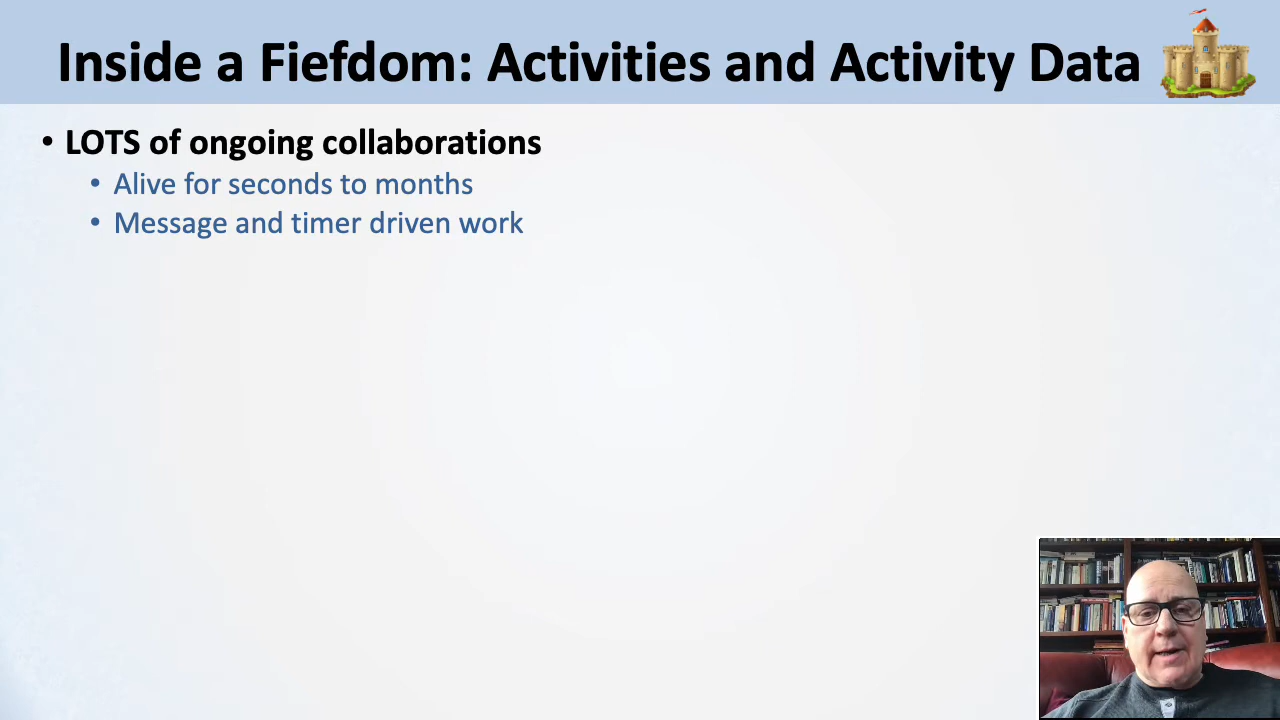 Inside a Fiefdom: Activities and Activity Data
• LOTS of ongoing collaborations
• Alive for seconds to months
• Message and timer driven work